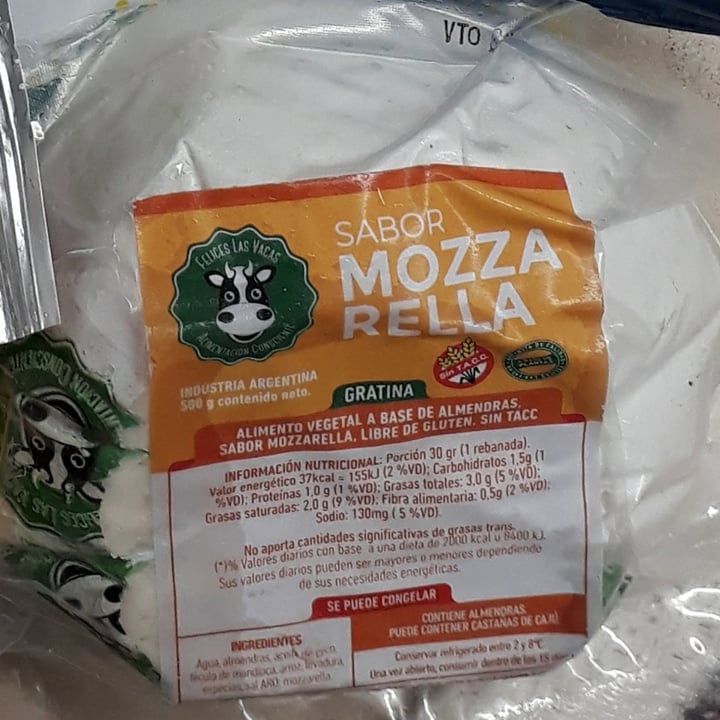 VTO
FELICES LAS VACAS
ALIMENTACIÓN CONSCIENTE
SABOR
MOZZA
RELLA
Sin T.A.C.C.
INDUSTRIA ARGENTINA
500 g contenido neto.
GRATINA
ALIMENTO VEGETAL A BASE DE ALMENDRAS,
SABOR MOZZARELLA, LIBRE DE GLUTEN. SIN TACC
INFORMACIÓN NUTRICIONAL: Porción 30 gr (1 rebanada).
Valor energético 37kcal = 155kJ (2 %VD); Carbohidratos 1,5g (1
%VD); Proteínas 1,0 g (1 %VD); Grasas totales: 3,0 g (5 %VD);
Grasas saturadas: 2,0 g (9 %VD); Fibra alimentaria: 0,5g (2 %VD);
Sodio: 130mg ( 5 %VD).
No aporta cantidades significativas de grasas trans.
(*)% Valores diarios con base a una dieta de 2000 kcal u 8400 kJ.
Sus valores diarios pueden ser mayores o menores dependiendo
de sus necesidades energéticas.
SE PUEDE CONGELAR
CONTIENE ALMENDRAS.
PUEDE CONTENER CASTAÑAS DE CAJÚ
INGREDIENTES
Agua, almendras, aceite de coco,
fécula de mandioca, arroz, levadura,
especias, sal ARO: mozzarella
Conservar refrigerado entre 2 y 8°C
Una vez abierto, consumir dentro de los 15 días